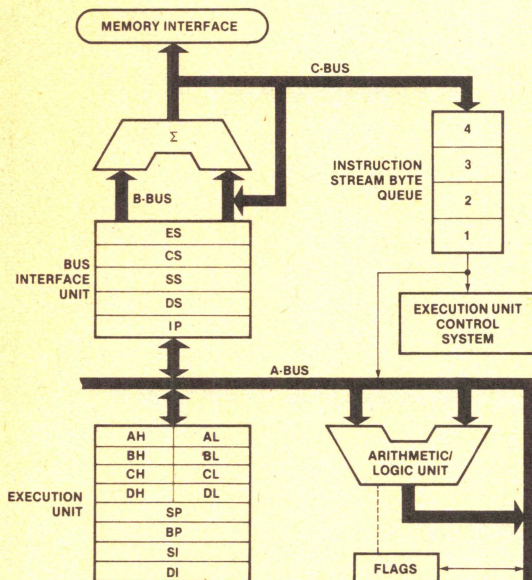 MEMORY INTERFACE
C-BUS
Σ
4
3
2
1
INSTRUCTION
STREAM BYTE
QUEUE
B-BUS
ES
CS
SS
DS
IP
BUS
INTERFACE
UNIT
EXECUTION UNIT
CONTROL
SYSTEM
A-BUS
AH AL
BH BL
CH CL
DH DL
SP
BP
SI
DI
EXECUTION
UNIT
ARITHMETIC/
LOGIC UNIT
FLAGS